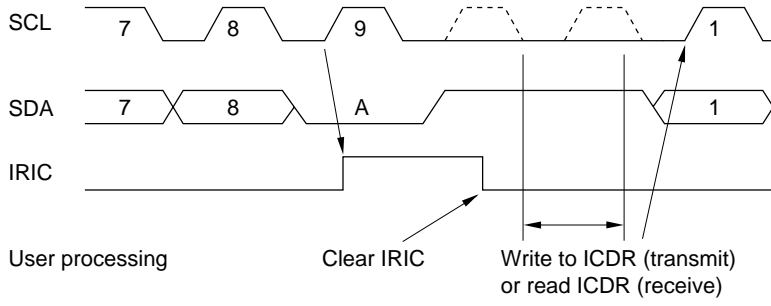 SCL 7 8 9 1
SDA 7 8 A 1
IRIC
User processing Clear IRIC Write to ICDR (transmit)
or read ICDR (receive)